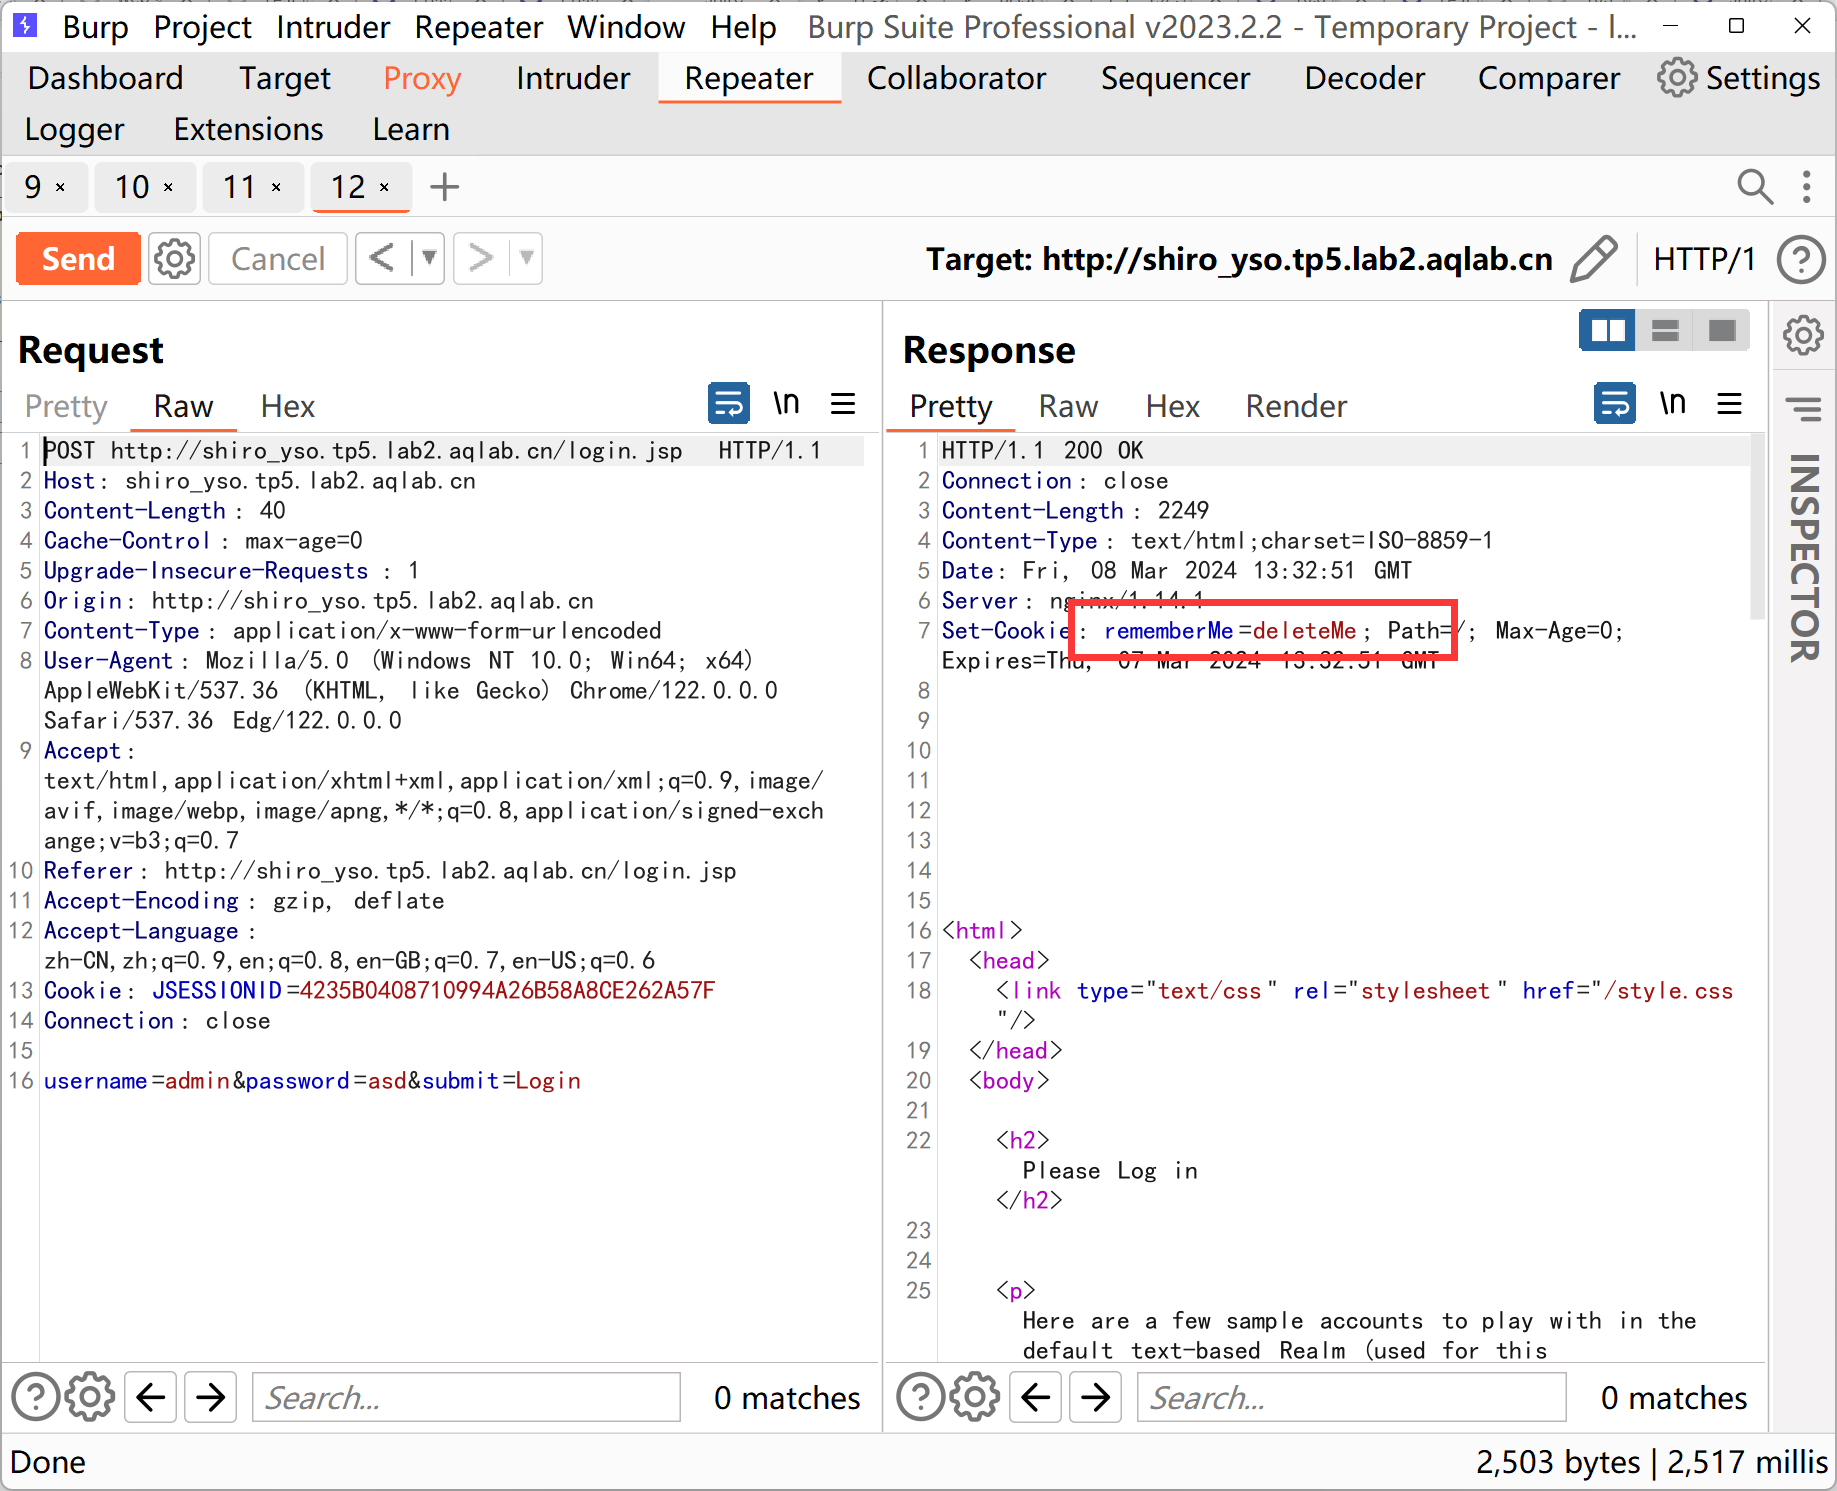 Burp Project Intruder Repeater Window Help Burp Suite Professional v2023.2.2 - Temporary Project - l...
Dashboard Target Proxy Intruder Repeater Collaborator Sequencer Decoder Comparer Settings
Logger Extensions Learn
9 × 10 × 11 × 12 × +
Send Cancel < > Target: http://shiro_yso.tp5.lab2.aqlab.cn HTTP/1 ?
Request
Pretty Raw Hex \n
1 POST http://shiro_yso.tp5.lab2.aqlab.cn/login.jsp HTTP/1.1
2 Host: shiro_yso.tp5.lab2.aqlab.cn
3 Content-Length: 40
4 Cache-Control: max-age=0
5 Upgrade-Insecure-Requests: 1
6 Origin: http://shiro_yso.tp5.lab2.aqlab.cn
7 Content-Type: application/x-www-form-urlencoded
8 User-Agent: Mozilla/5.0 (Windows NT 10.0; Win64; x64)
AppleWebKit/537.36 (KHTML, like Gecko) Chrome/122.0.0.0
Safari/537.36 Edg/122.0.0.0
9 Accept:
text/html,application/xhtml+xml,application/xml;q=0.9,image/
avif,image/webp,image/apng,*/*;q=0.8,application/signed-exch
ange;v=b3;q=0.7
10 Referer: http://shiro_yso.tp5.lab2.aqlab.cn/login.jsp
11 Accept-Encoding: gzip, deflate
12 Accept-Language:
zh-CN,zh;q=0.9,en;q=0.8,en-GB;q=0.7,en-US;q=0.6
13 Cookie: JSESSIONID=4235B0408710994A26B58A8CE262A57F
14 Connection: close
15
16 username=admin&password=asd&submit=Login
? Search... 0 matches
Response
Pretty Raw Hex Render \n
1 HTTP/1.1 200 OK
2 Connection: close
3 Content-Length: 2249
4 Content-Type: text/html;charset=ISO-8859-1
5 Date: Fri, 08 Mar 2024 13:32:51 GMT
6 Server: nginx/1.14.1
7 Set-Cookie: rememberMe=deleteMe; Path=/; Max-Age=0;
Expires=Thu, 07 Mar 2024 13:32:51 GMT
8
9
10
11
12
13
14
15
16 <html>
17 <head>
18 <link type="text/css" rel="stylesheet" href="/style.css
"/>
19 </head>
20 <body>
21
22 <h2>
Please Log in
</h2>
23
24
25 <p>
Here are a few sample accounts to play with in the
default text-based Realm (used for this
? Search... 0 matches
INSPECTOR
Done 2,503 bytes | 2,517 millis